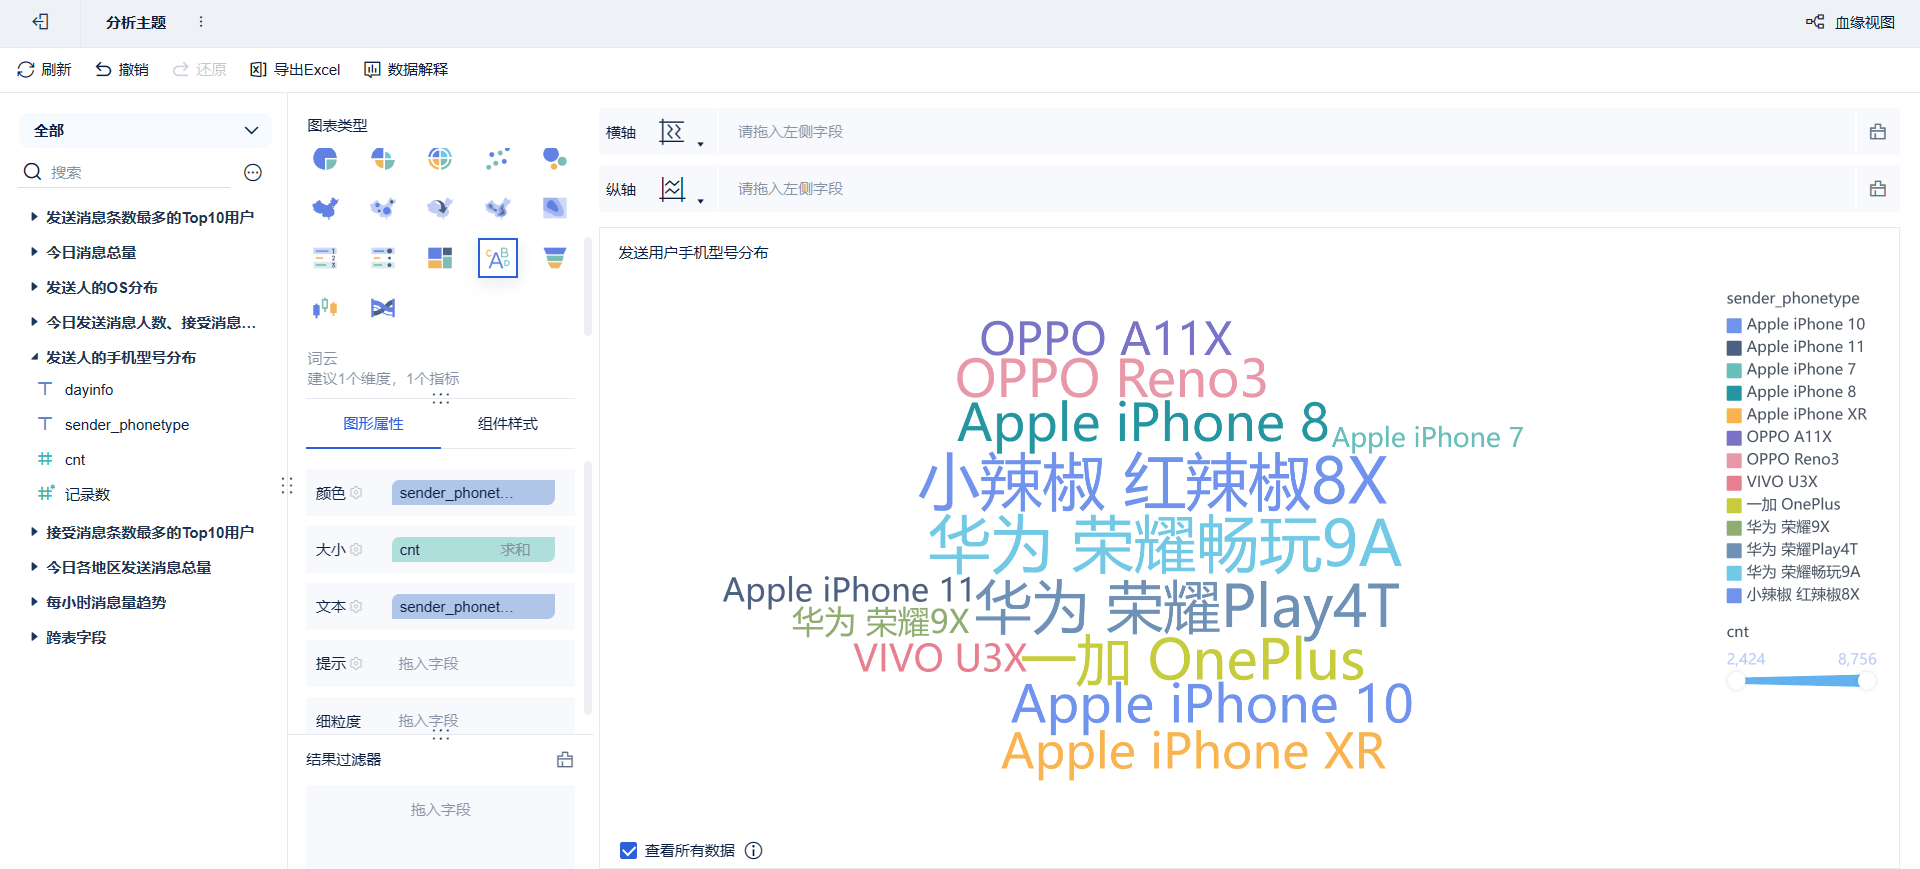 分析主题
血缘视图
刷新 撤销 还原 导出Excel 数据解释
全部
搜索
发送消息条数最多的Top10用户
今日消息总量
发送人的OS分布
今日发送消息人数、接受消息...
发送人的手机型号分布
dayinfo
sender_phonetype
cnt
记录数
接受消息条数最多的Top10用户
今日各地区发送消息总量
每小时消息量趋势
跨表字段
图表类型
词云
建议1个维度，1个指标
图形属性 组件样式
颜色 sender_phonet...
大小 cnt 求和
文本 sender_phonet...
提示 拖入字段
细粒度 拖入字段
结果过滤器
拖入字段
横轴 请拖入左侧字段
纵轴 请拖入左侧字段
发送用户手机型号分布
OPPO A11X
OPPO Reno3
Apple iPhone 8
Apple iPhone 7
小辣椒 红辣椒8X
华为 荣耀畅玩9A
Apple iPhone 11
华为 荣耀Play4T
华为 荣耀9X
VIVO U3X
一加 OnePlus
Apple iPhone 10
Apple iPhone XR
sender_phonetype
Apple iPhone 10
Apple iPhone 11
Apple iPhone 7
Apple iPhone 8
Apple iPhone XR
OPPO A11X
OPPO Reno3
VIVO U3X
一加 OnePlus
华为 荣耀9X
华为 荣耀Play4T
华为 荣耀畅玩9A
小辣椒 红辣椒8X
cnt
2,424 8,756
查看所有数据